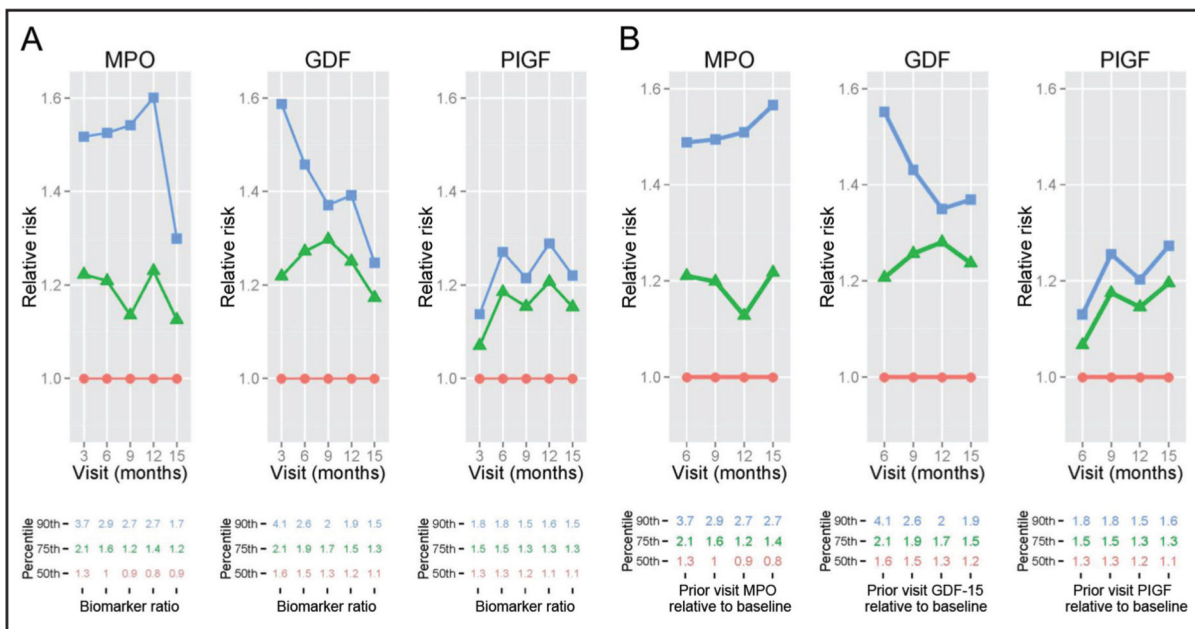 A
MPO
GDF
PIGF
Relative risk
1.6
1.4
1.2
1.0
3 6 9 12 15
Visit (months)
Relative risk
1.6
1.4
1.2
1.0
3 6 9 12 15
Visit (months)
Relative risk
1.6
1.4
1.2
1.0
3 6 9 12 15
Visit (months)
Percentile
90th 3.7 2.9 2.7 2.7 1.7
75th 2.1 1.6 1.2 1.4 1.2
50th 1.3 1 0.9 0.8 0.9
Biomarker ratio
Percentile
90th 4.1 2.6 2 1.9 1.5
75th 2.1 1.9 1.7 1.5 1.3
50th 1.6 1.5 1.3 1.2 1.1
Biomarker ratio
Percentile
90th 1.8 1.8 1.5 1.6 1.5
75th 1.5 1.5 1.3 1.3 1.3
50th 1.3 1.3 1.2 1.1 1.1
Biomarker ratio
B
MPO
GDF
PIGF
Relative risk
1.6
1.4
1.2
1.0
6 9 12 15
Visit (months)
Relative risk
1.6
1.4
1.2
1.0
6 9 12 15
Visit (months)
Relative risk
1.6
1.4
1.2
1.0
6 9 12 15
Visit (months)
Percentile
90th 3.7 2.9 2.7 2.7
75th 2.1 1.6 1.2 1.4
50th 1.3 1 0.9 0.8
Prior visit MPO
relative to baseline
Percentile
90th 4.1 2.6 2 1.9
75th 2.1 1.9 1.7 1.5
50th 1.6 1.5 1.3 1.2
Prior visit GDF-15
relative to baseline
Percentile
90th 1.8 1.8 1.5 1.6
75th 1.5 1.5 1.3 1.3
50th 1.3 1.3 1.2 1.1
Prior visit PIGF
relative to baseline